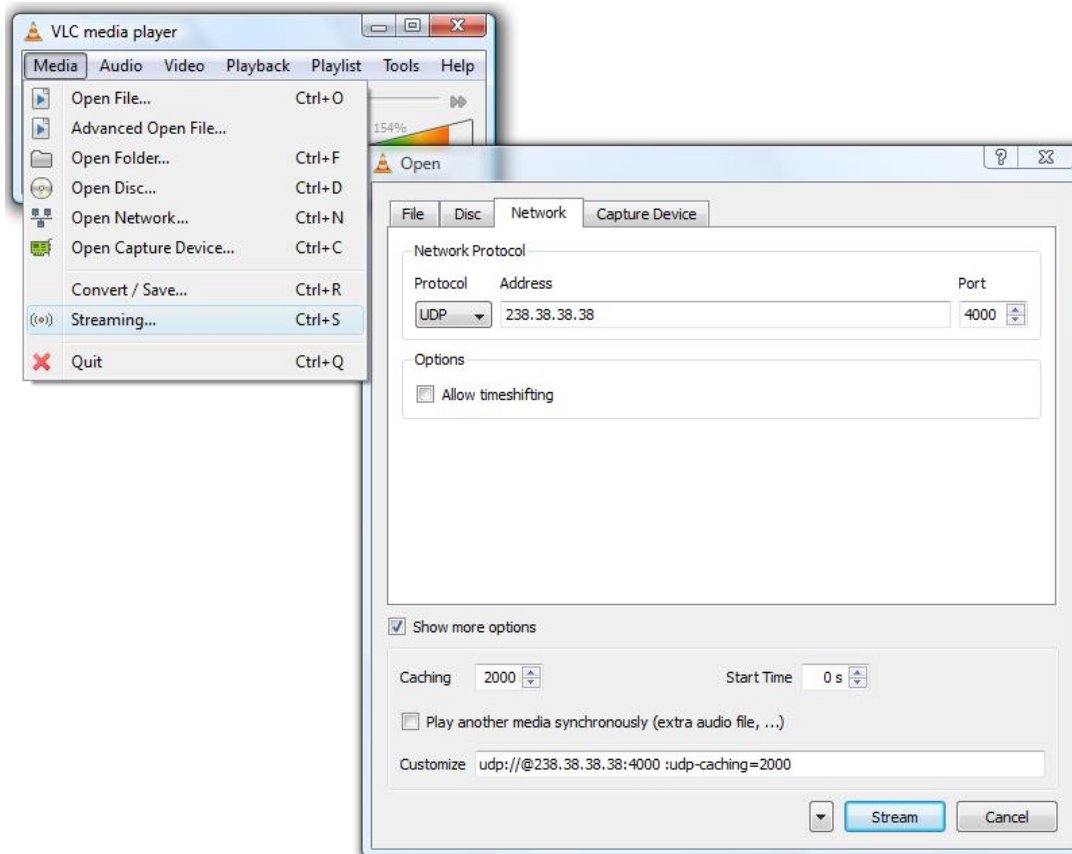 VLC media player
Media Audio Video Playback Playlist Tools Help
Open File... Ctrl+O
154%
Advanced Open File...
Open Folder... Ctrl+F
Open Disc... Ctrl+D
Open Network... Ctrl+N
Open Capture Device... Ctrl+C
Convert / Save... Ctrl+R
Streaming... Ctrl+S
Quit Ctrl+Q
Open
File Disc Network Capture Device
Network Protocol
Protocol Address Port
UDP 238.38.38.38 4000
Options
Allow timeshifting
Show more options
Caching 2000 Start Time 0 s
Play another media synchronously (extra audio file, ...)
Customize udp://@238.38.38.38:4000 :udp-caching=2000
Stream Cancel